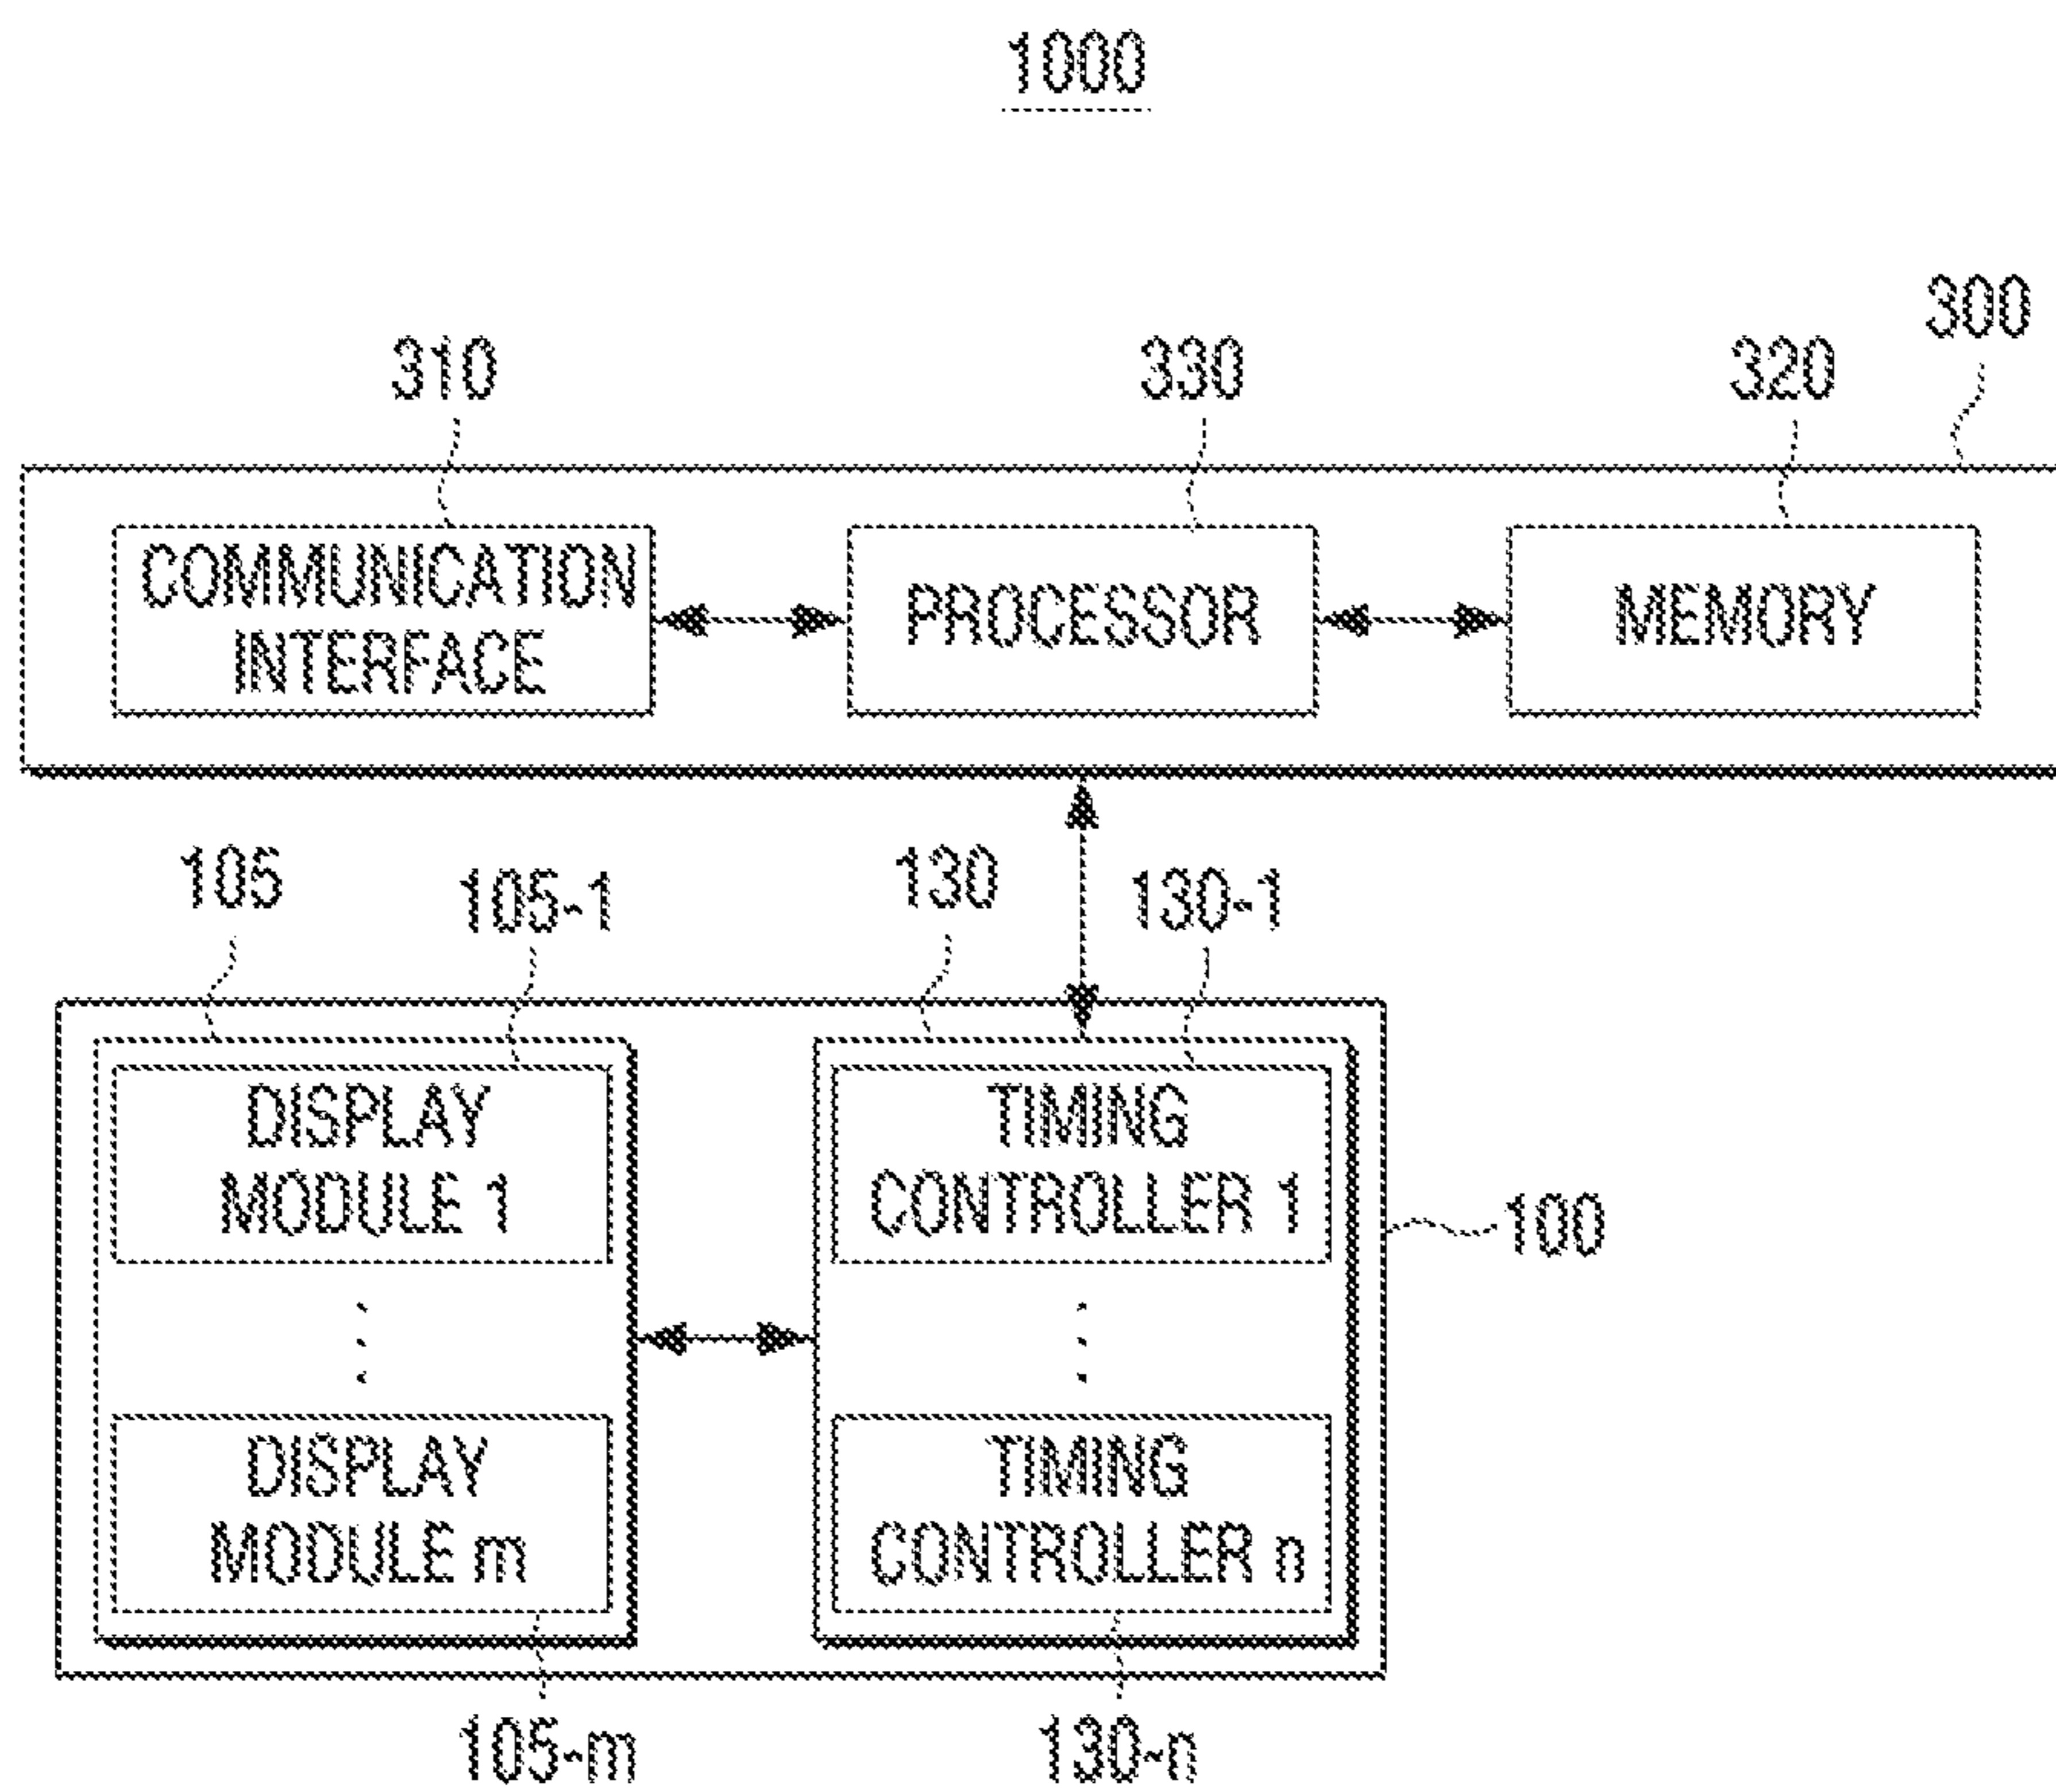 1000
300
310
330
320
COMMUNICATION
INTERFACE
PROCESSOR
MEMORY
105
105-1
130
130-1
DISPLAY
MODULE 1
TIMING
CONTROLLER 1
100
DISPLAY
MODULE m
TIMING
CONTROLLER n
105-m
130-n